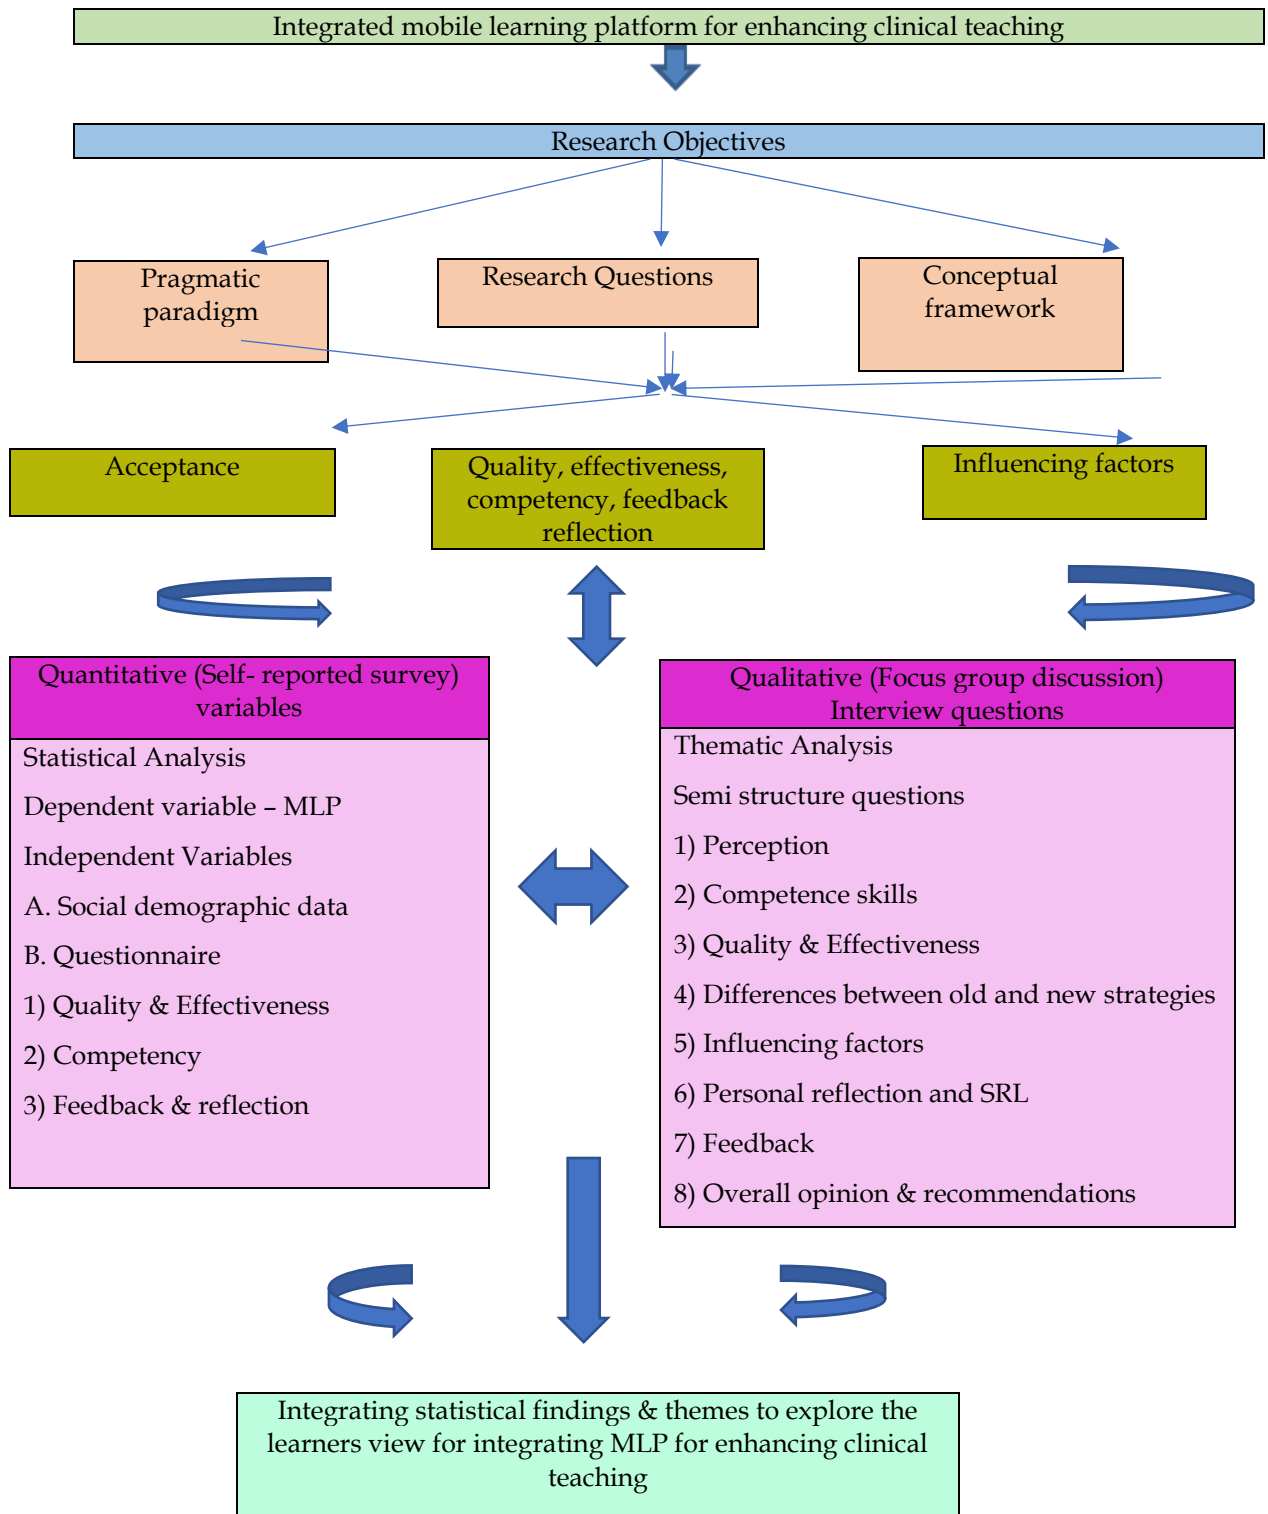 Integrated mobile learning platform for enhancing clinical teaching
Research Objectives
Pragmatic
paradigm
Research Questions
Conceptual
framework
Acceptance
Quality, effectiveness,
competency, feedback
reflection
Influencing factors
Quantitative (Self- reported survey)
variables
Statistical Analysis
Dependent variable – MLP
Independent Variables
A. Social demographic data
B. Questionnaire
1) Quality & Effectiveness
2) Competency
3) Feedback & reflection
Qualitative (Focus group discussion)
Interview questions
Thematic Analysis
Semi structure questions
1) Perception
2) Competence skills
3) Quality & Effectiveness
4) Differences between old and new strategies
5) Influencing factors
6) Personal reflection and SRL
7) Feedback
8) Overall opinion & recommendations
Integrating statistical findings & themes to explore the
learners view for integrating MLP for enhancing clinical
teaching